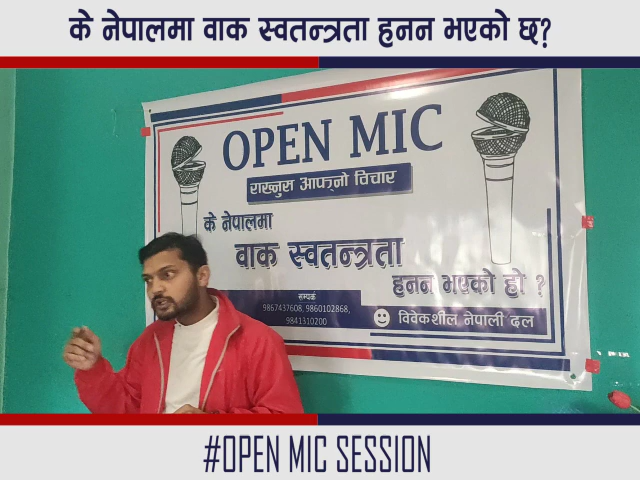 के नेपालमा वाक स्वतन्त्रता हनन भएको छ?
OPEN MIC
राख्नुस आफ्नो विचार
के नेपालमा
वाक स्वतन्त्रता
हनन भएको हो ?
सम्पर्क
9867437608, 9860102868,
9841310200
विवेकशील नेपाली दल
#OPEN MIC SESSION